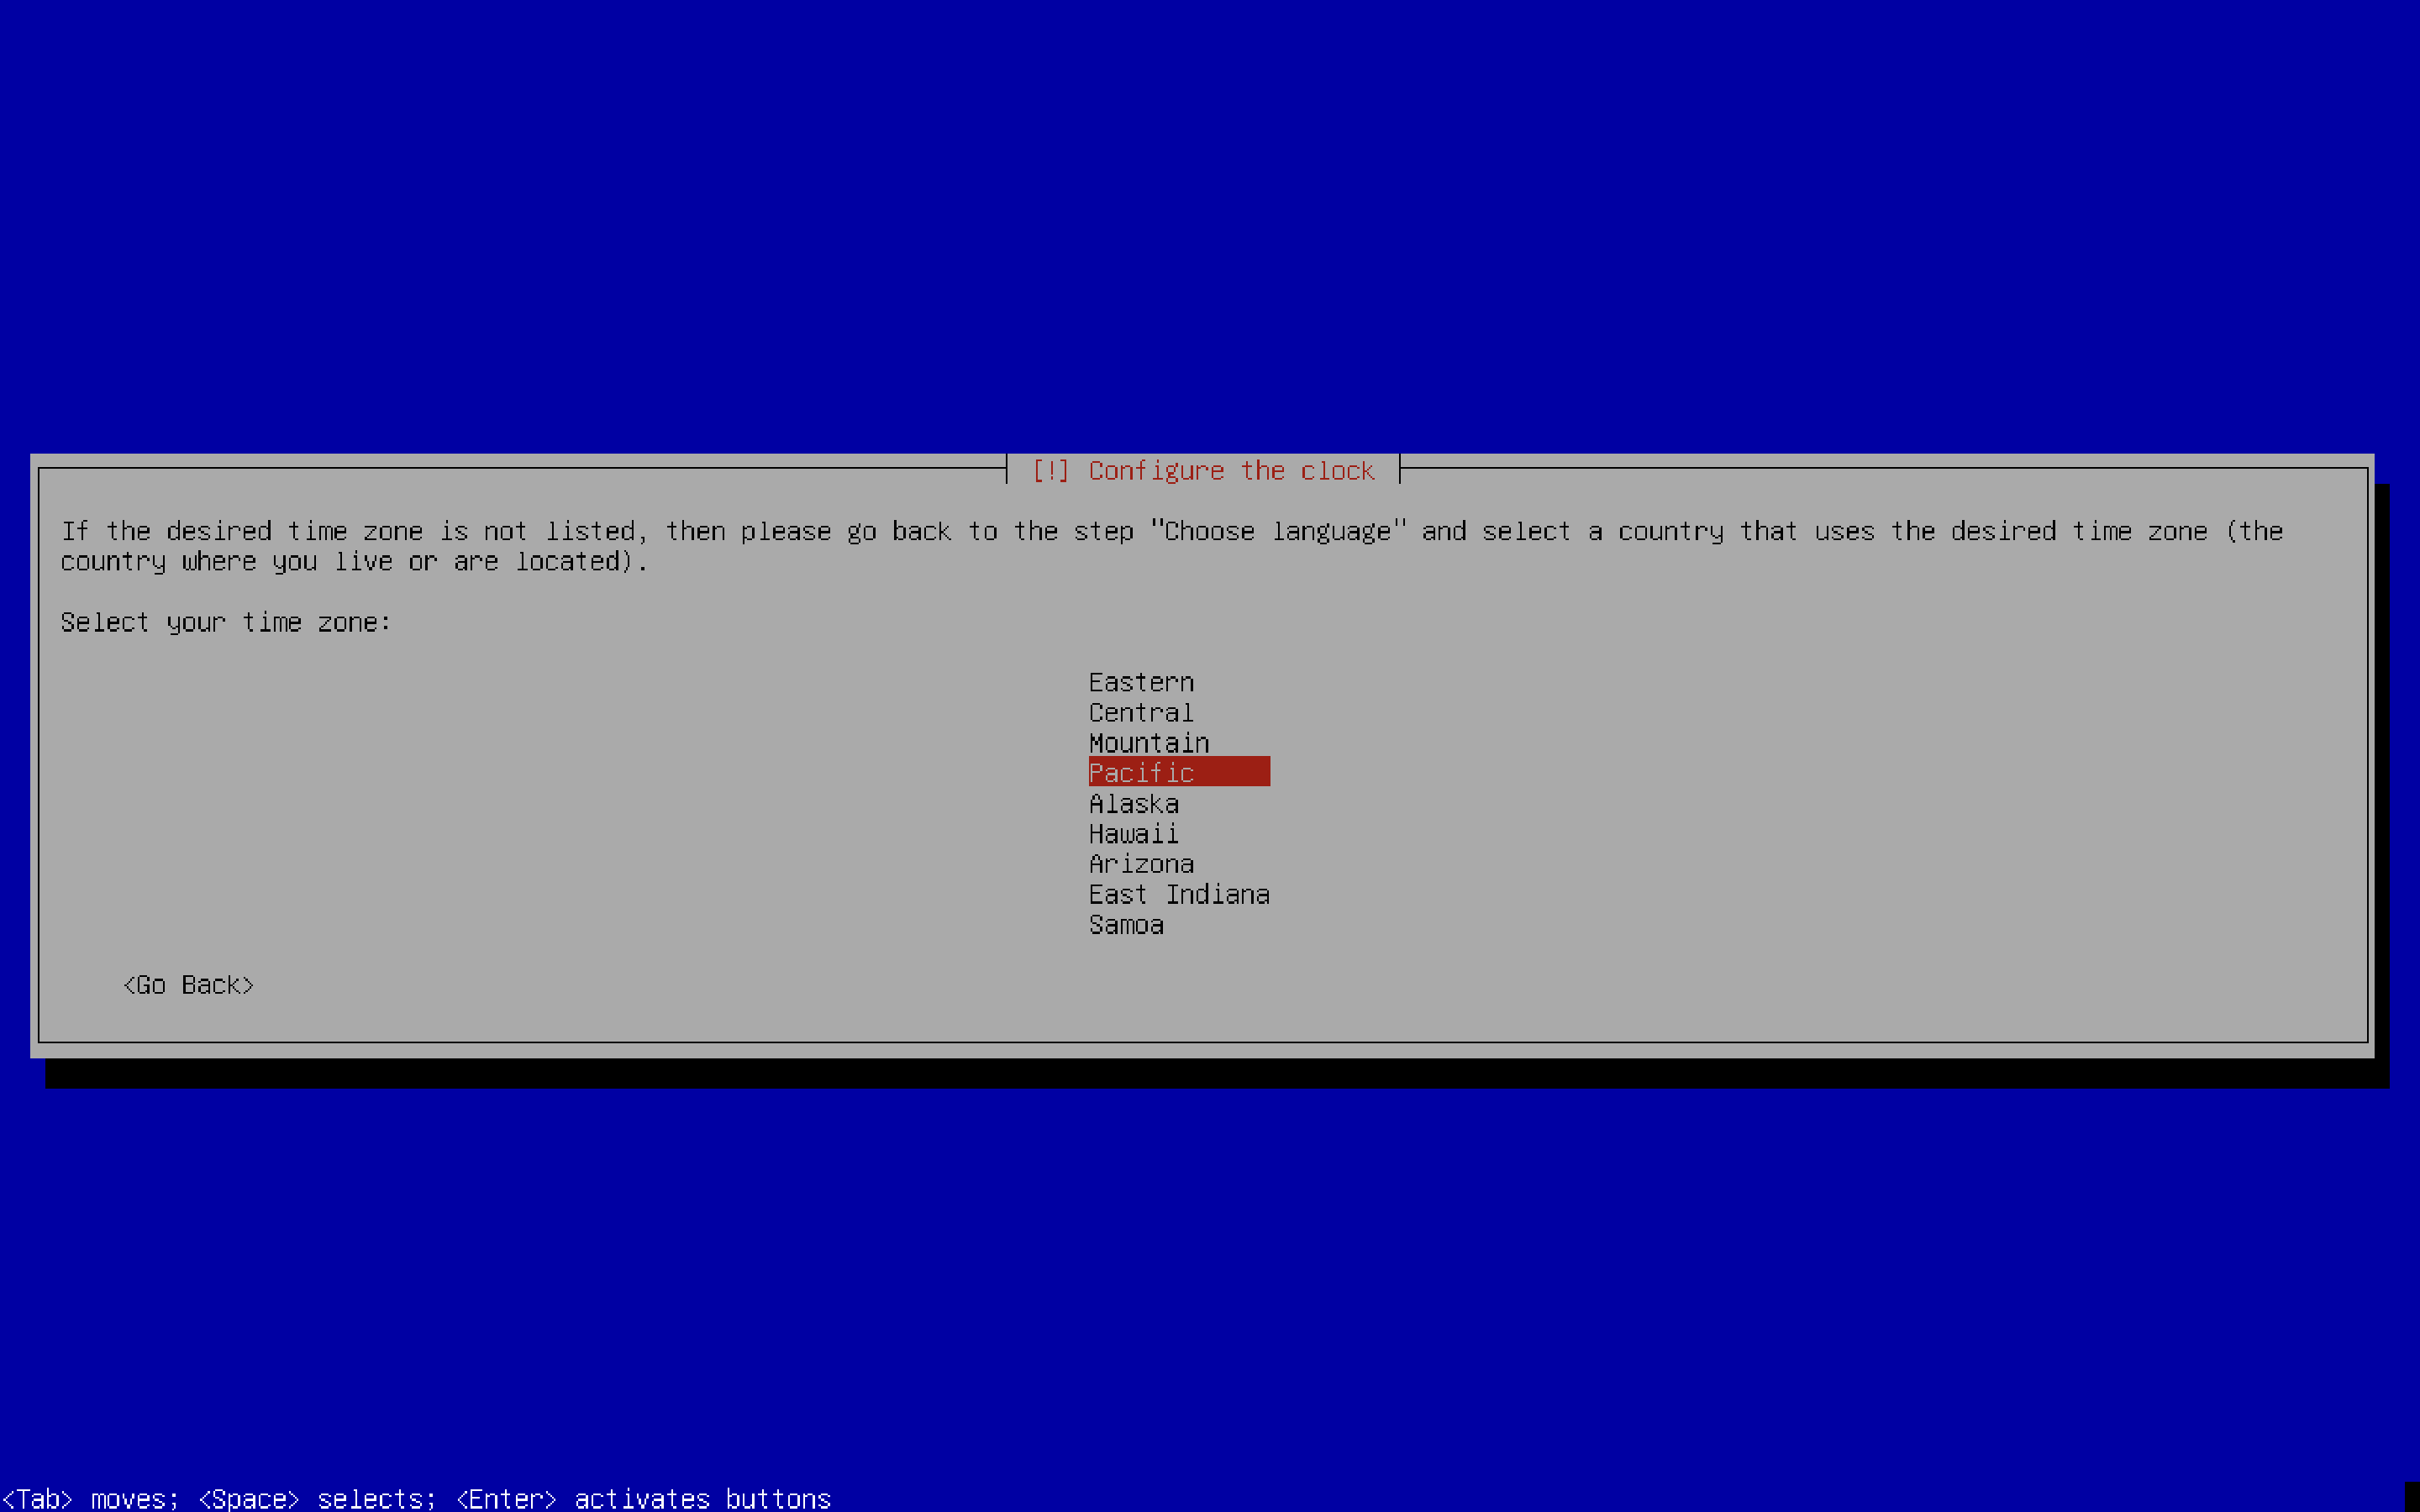 [!] Configure the clock
If the desired time zone is not listed, then please go back to the step "Choose language" and select a country that uses the desired time zone (the
country where you live or are located).
Select your time zone:
Eastern
Central
Mountain
Pacific
Alaska
Hawaii
Arizona
East Indiana
Samoa
<Go Back>
<Tab> moves; <Space> selects; <Enter> activates buttons